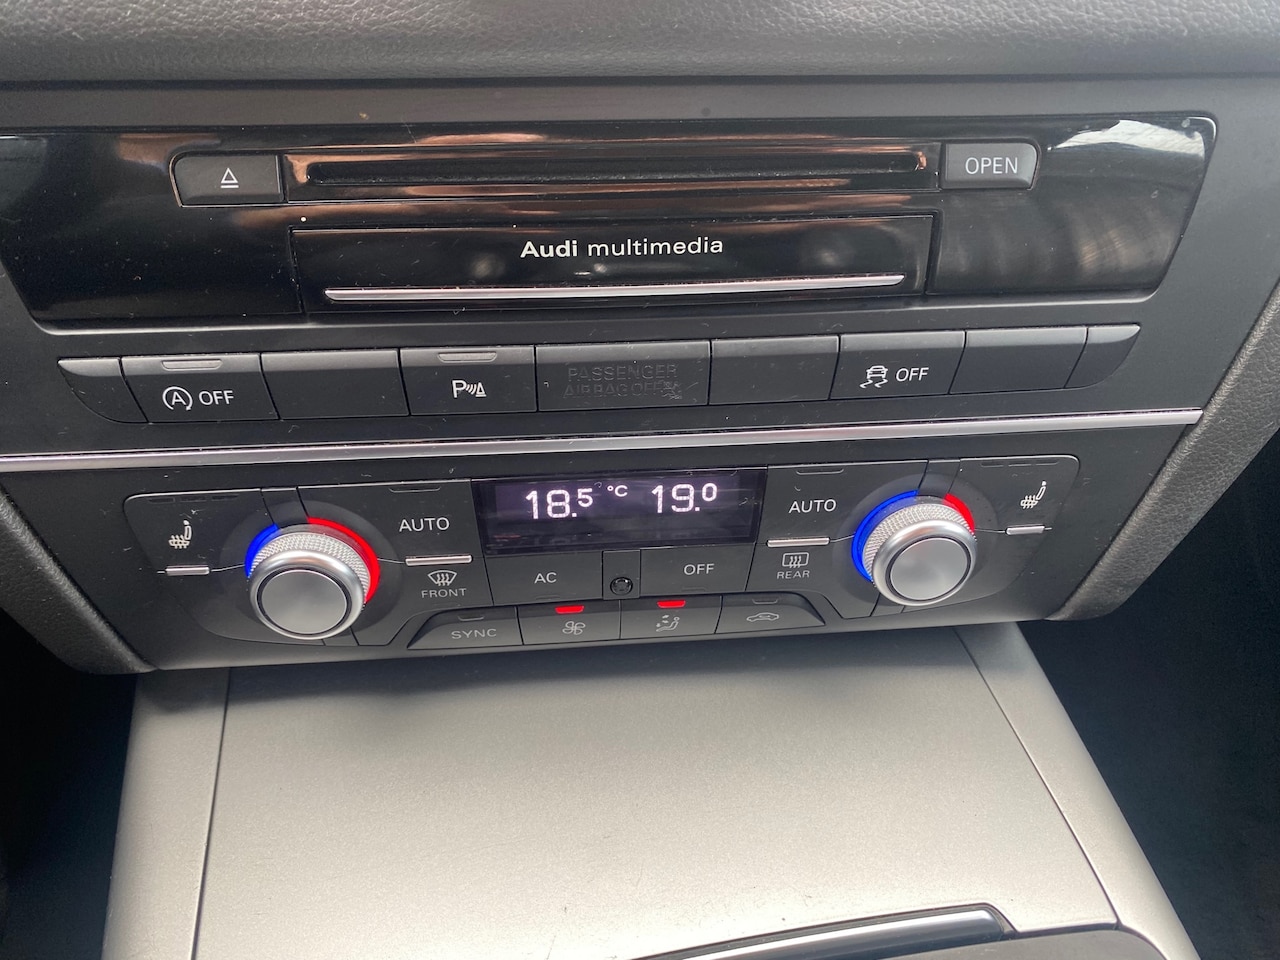 OPEN
Audi multimedia
A OFF
P
PASSENGER
AIRBAG OFF
OFF
18.5 °C 19.0
AUTO
AUTO
FRONT
AC
OFF
REAR
SYNC